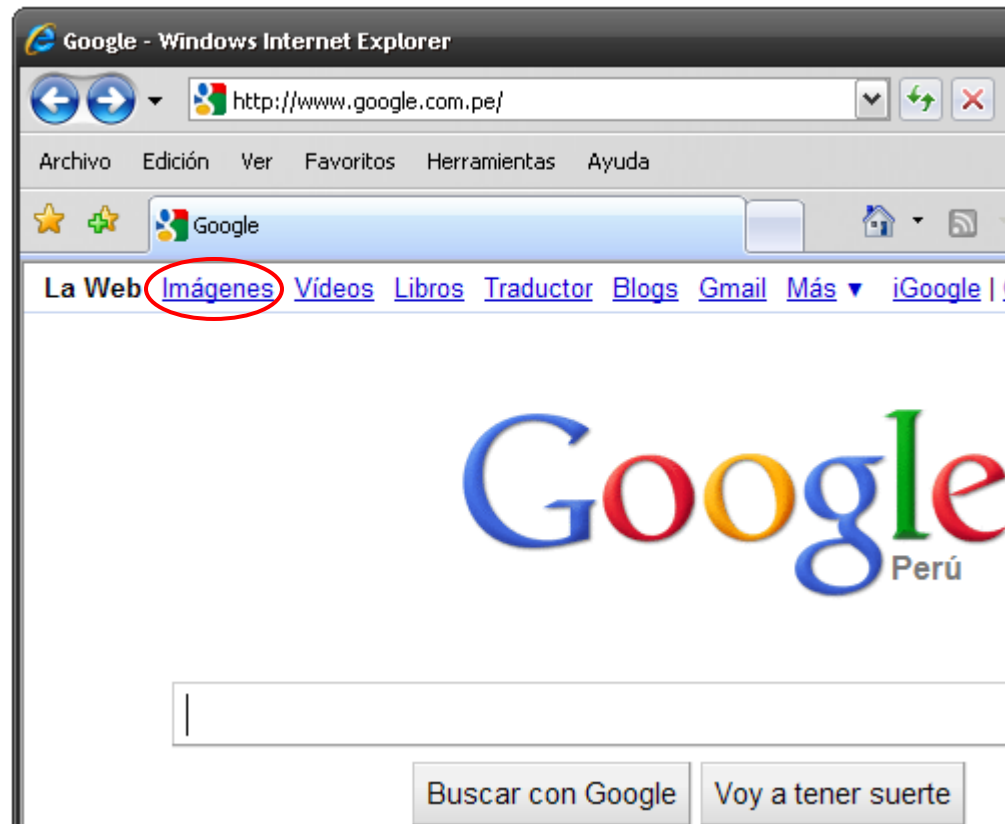 Google - Windows Internet Explorer
http://www.google.com.pe/
Archivo Edición Ver Favoritos Herramientas Ayuda
Google
La Web Imágenes Vídeos Libros Traductor Blogs Gmail Más ▼ iGoogle |
Google
Perú
Buscar con Google Voy a tener suerte